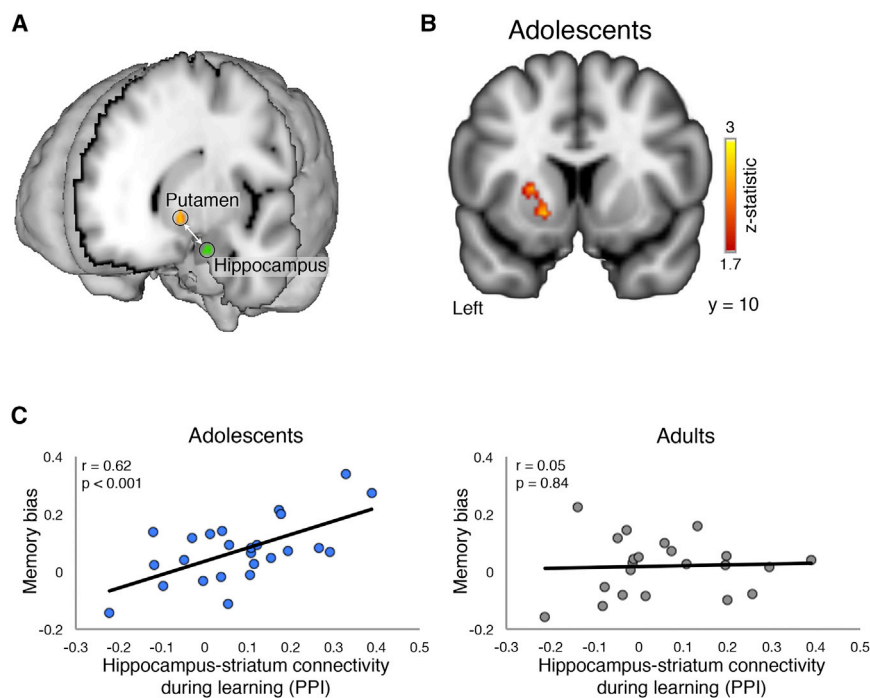 A
Putamen
Hippocampus
B
Adolescents
3
z-statistic
1.7
Left
y = 10
C
Adolescents
r = 0.62
p < 0.001
Memory bias
0.4
0.2
0
-0.2
-0.3
-0.2
-0.1
0
0.1
0.2
0.3
0.4
0.5
Hippocampus-striatum connectivity
during learning (PPI)
Adults
r = 0.05
p = 0.84
Memory bias
0.4
0.2
0
-0.2
-0.3
-0.2
-0.1
0
0.1
0.2
0.3
0.4
0.5
Hippocampus-striatum connectivity
during learning (PPI)